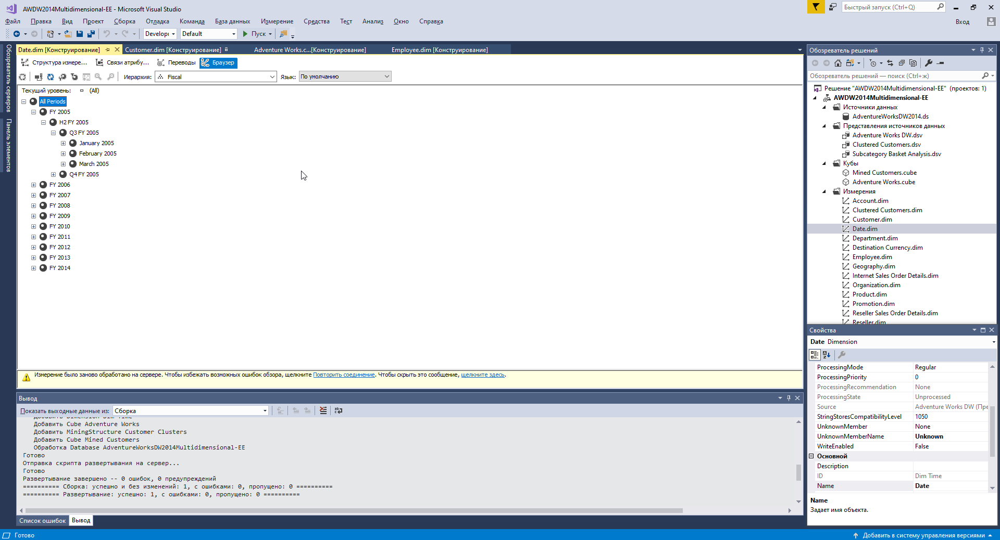 AWDW2014Multidimensional-EE - Microsoft Visual Studio
Быстрый запуск (Ctrl+Q)
Файл Правка Вид Проект Сборка Отладка Команда База данных Измерение Средства Тест Анализ Окно Справка
Вход
Develop Default Пуск
Обозреватель серверов
Панель элементов
Date.dim [Конструирование] Customer.dim [Конструирование] Adventure Works.c...[Конструирование] Employee.dim [Конструирование]
Структура измере... Связи атрибу... Переводы Браузер
Иерархия: Fiscal Язык: По умолчанию
Текущий уровень: (All)
All Periods
FY 2005
H2 FY 2005
Q3 FY 2005
January 2005
February 2005
March 2005
Q4 FY 2005
FY 2006
FY 2007
FY 2008
FY 2009
FY 2010
FY 2011
FY 2012
FY 2013
FY 2014
Измерение было заново обработано на сервере. Чтобы избежать возможных ошибок обзора, щелкните Повторить соединение. Чтобы скрыть это сообщение, щелкните здесь.
Вывод
Показать выходные данные из: Сборка
Добавить Dimension Dim Time
Добавить Cube Adventure Works
Добавить MiningStructure Customer Clusters
Добавить Cube Mined Customers
Обработка Database AdventureWorksDW2014Multidimensional-EE
Готово
Отправка скрипта развертывания на сервер...
Готово
Развертывание завершено -- 0 ошибок, 0 предупреждений
========== Сборка: успешно и без изменений: 1, с ошибками: 0, пропущено: 0 ==========
========== Развертывание: успешно: 1, с ошибками: 0, пропущено: 0 ==========
Список ошибок Вывод
Обозреватель решений
Обозреватель решений — поиск (Ctrl+ж)
Решение "AWDW2014Multidimensional-EE" (проектов: 1)
AWDW2014Multidimensional-EE
Источники данных
AdventureWorksDW2014.ds
Представления источников данных
Adventure Works DW.dsv
Clustered Customers.dsv
Subcategory Basket Analysis.dsv
Кубы
Mined Customers.cube
Adventure Works.cube
Измерения
Account.dim
Clustered Customers.dim
Customer.dim
Date.dim
Department.dim
Destination Currency.dim
Employee.dim
Geography.dim
Internet Sales Order Details.dim
Organization.dim
Product.dim
Promotion.dim
Reseller Sales Order Details.dim
Reseller.dim
Свойства
Date Dimension
ProcessingMode Regular
ProcessingPriority 0
ProcessingRecommendation None
ProcessingState Unprocessed
Source Adventure Works DW (Пре
StringStoresCompatibilityLevel 1050
UnknownMember None
UnknownMemberName Unknown
WriteEnabled False
Основной
Description
ID Dim Time
Name Date
Name
Задает имя объекта.
Готово
Добавить в систему управления версиями